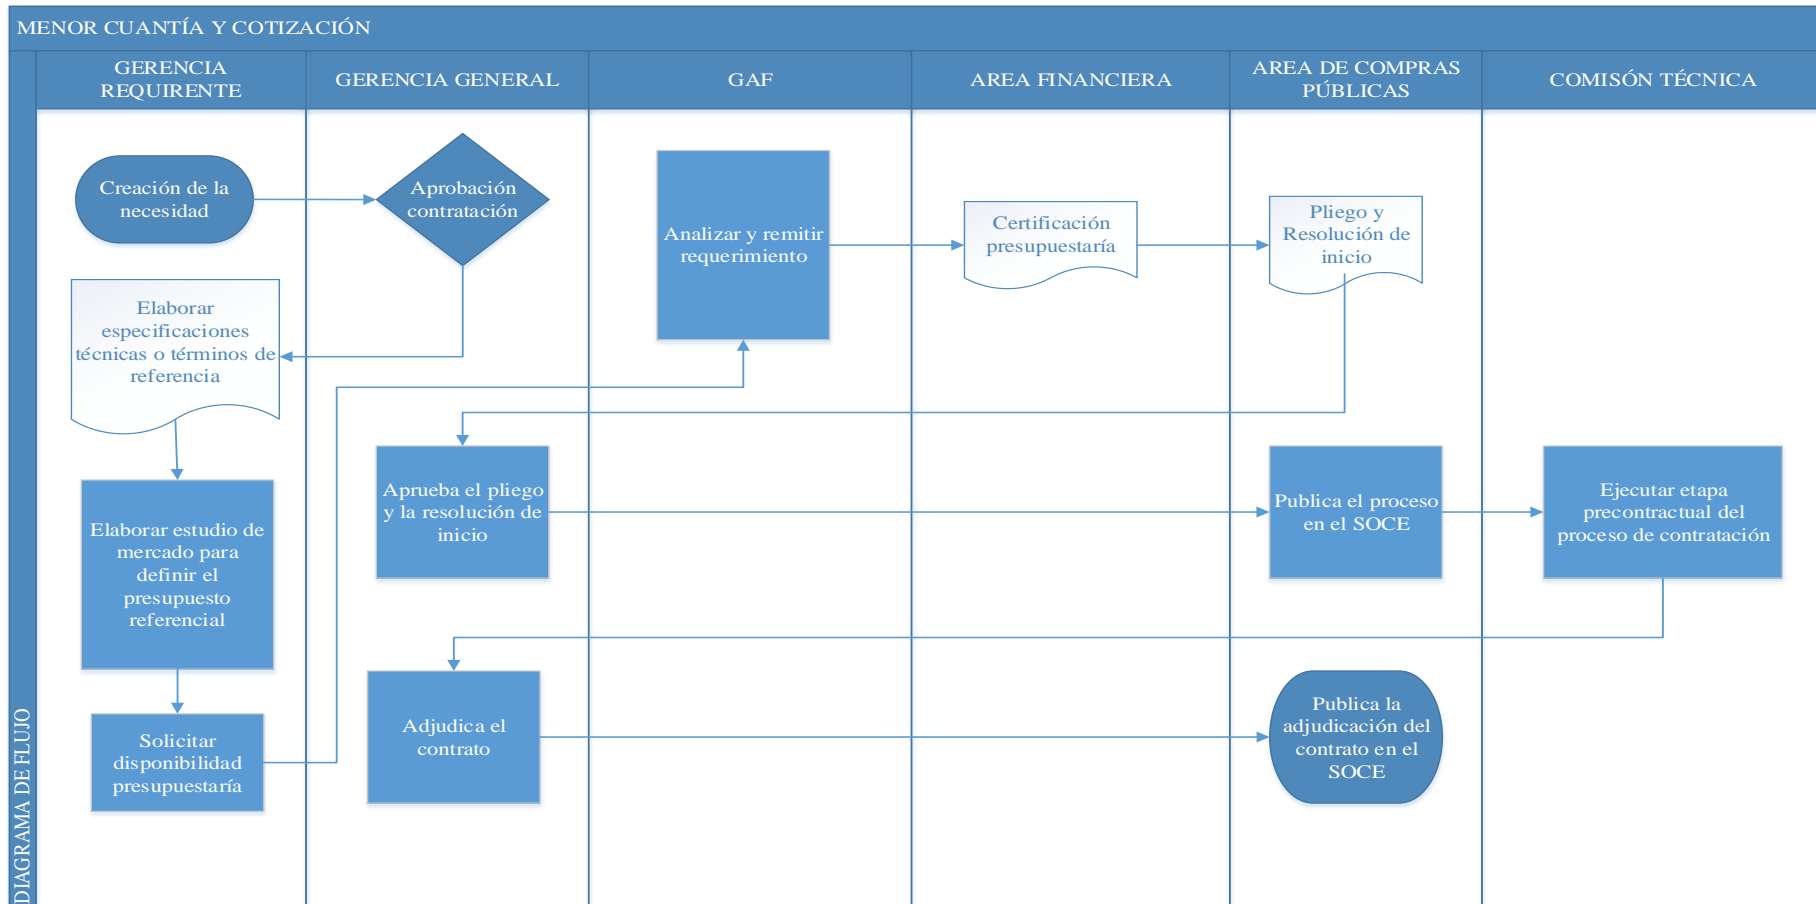 MENOR CUANTÍA Y COTIZACIÓN
GERENCIA
REQUIRENTE
GERENCIA GENERAL
GAF
AREA FINANCIERA
AREA DE COMPRAS
PÚBLICAS
COMISÓN TÉCNICA
Creación de la
necesidad
Aprobación
contratación
Analizar y remitir
requerimiento
Certificación
presupuestaría
Pliego y
Resolución de
inicio
Elaborar
especificaciones
técnicas o términos de
referencia
Aprueba el pliego
y la resolución de
inicio
Publica el proceso
en el SOCE
Ejecutar etapa
precontractual del
proceso de contratación
Elaborar estudio de
mercado para
definir el
presupuesto
referencial
Solicitar
disponibilidad
presupuestaría
Adjudica el
contrato
Publica la
adjudicación del
contrato en el
SOCE
DIAGRAMA DE FLUJO